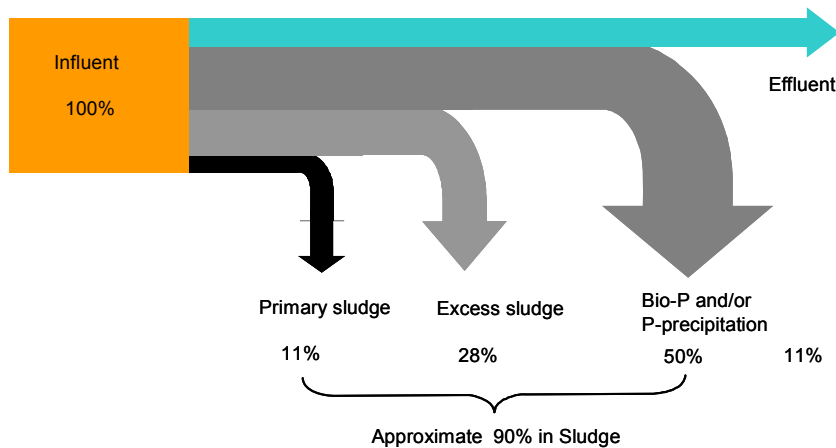 Influent
100%
Effluent
Primary sludge
Excess sludge
Bio-P and/or
P-precipitation
11%
28%
50%
11%
Approximate 90% in Sludge